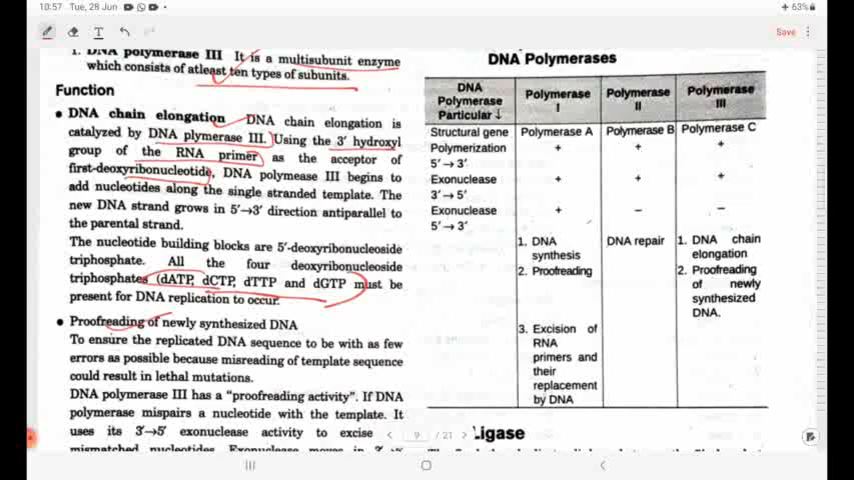 10:57 Tue, 28 Jun
63%
T
Save
1. DNA polymerase III It is a multisubunit enzyme
which consists of atleast ten types of subunits.
Function
• DNA chain elongation DNA chain elongation is
catalyzed by DNA plymerase III. Using the 3' hydroxyl
group of the RNA primer as the acceptor of
first-deoxyribonucleotide, DNA polymease III begins to
add nucleotides along the single stranded template. The
new DNA strand grows in 5'→3' direction antiparallel to
the parental strand.
The nucleotide building blocks are 5'-deoxyribonucleoside
triphosphate. All the four deoxyribonucleoside
triphosphates (dATP, dCTP, dTTP and dGTP must be
present for DNA replication to occur.
• Proofreading of newly synthesized DNA
To ensure the replicated DNA sequence to be with as few
errors as possible because misreading of template sequence
could result in lethal mutations.
DNA polymerase III has a “proofreading activity”. If DNA
polymerase mispairs a nucleotide with the template. It
uses its 3'→5' exonuclease activity to excise
mismatched nucleotides. Exonuclease moves in 3'→5'
DNA Polymerases
DNA Polymerase Particular ↓ | Polymerase I | Polymerase II | Polymerase III
Structural gene | Polymerase A | Polymerase B | Polymerase C
Polymerization 5'→3' | + | + | +
Exonuclease 3'→5' | + | + | +
Exonuclease 5'→3' | + | – | –
1. DNA synthesis | DNA repair | 1. DNA chain elongation
2. Proofreading | 2. Proofreading of newly synthesized DNA.
3. Excision of RNA primers and their replacement by DNA
9 / 21
Ligase